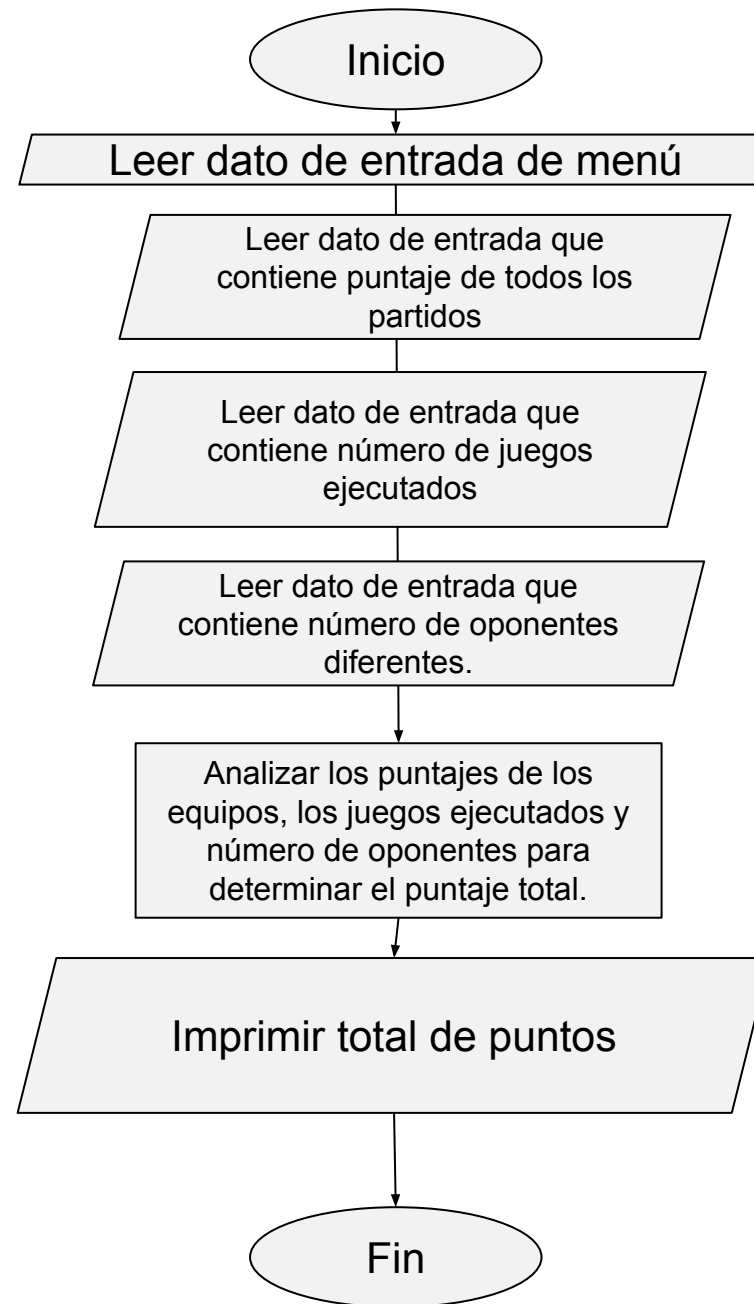 Inicio
Leer dato de entrada de menú
Leer dato de entrada que
contiene puntaje de todos los
partidos
Leer dato de entrada que
contiene número de juegos
ejecutados
Leer dato de entrada que
contiene número de oponentes
diferentes.
Analizar los puntajes de los
equipos, los juegos ejecutados y
número de oponentes para
determinar el puntaje total.
Imprimir total de puntos
Fin